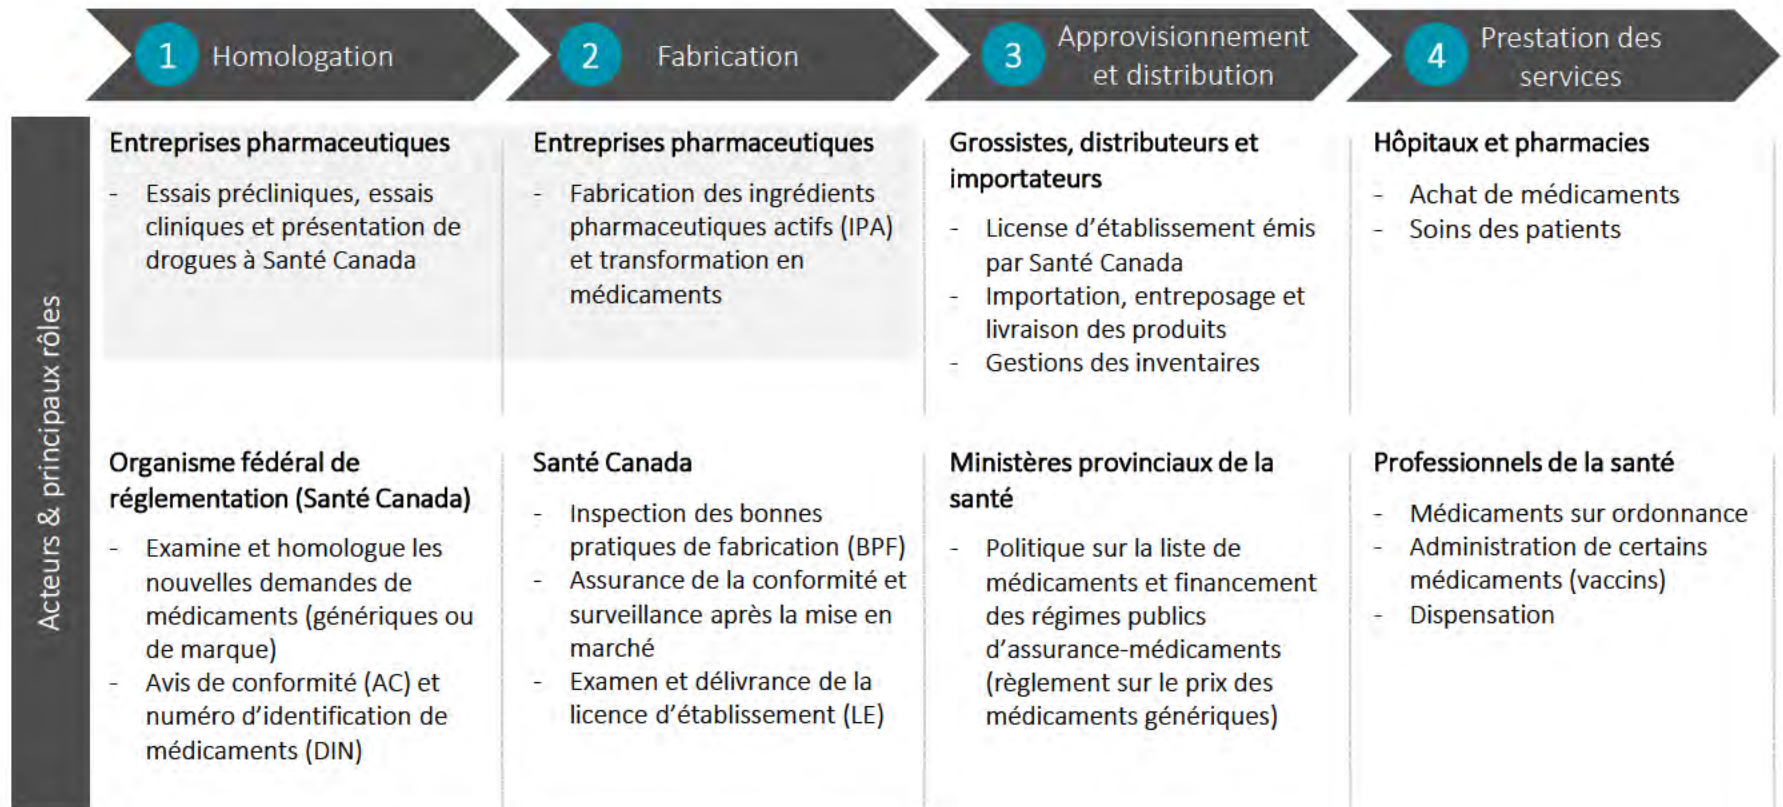 1 Homologation
2 Fabrication
3 Approvisionnement
et distribution
4 Prestation des
services
Acteurs & principaux rôles
Entreprises pharmaceutiques
- Essais précliniques, essais
cliniques et présentation de
drogues à Santé Canada
Entreprises pharmaceutiques
- Fabrication des ingrédients
pharmaceutiques actifs (IPA)
et transformation en
médicaments
Grossistes, distributeurs et
importateurs
- License d'établissement émis
par Santé Canada
- Importation, entreposage et
livraison des produits
- Gestions des inventaires
Hôpitaux et pharmacies
- Achat de médicaments
- Soins des patients
Organisme fédéral de
réglementation (Santé Canada)
- Examine et homologue les
nouvelles demandes de
médicaments (génériques ou
de marque)
- Avis de conformité (AC) et
numéro d'identification de
médicaments (DIN)
Santé Canada
- Inspection des bonnes
pratiques de fabrication (BPF)
- Assurance de la conformité et
surveillance après la mise en
marché
- Examen et délivrance de la
licence d'établissement (LE)
Ministères provinciaux de la
santé
- Politique sur la liste de
médicaments et financement
des régimes publics
d'assurance-médicaments
(règlement sur le prix des
médicaments génériques)
Professionnels de la santé
- Médicaments sur ordonnance
- Administration de certains
médicaments (vaccins)
- Dispensation